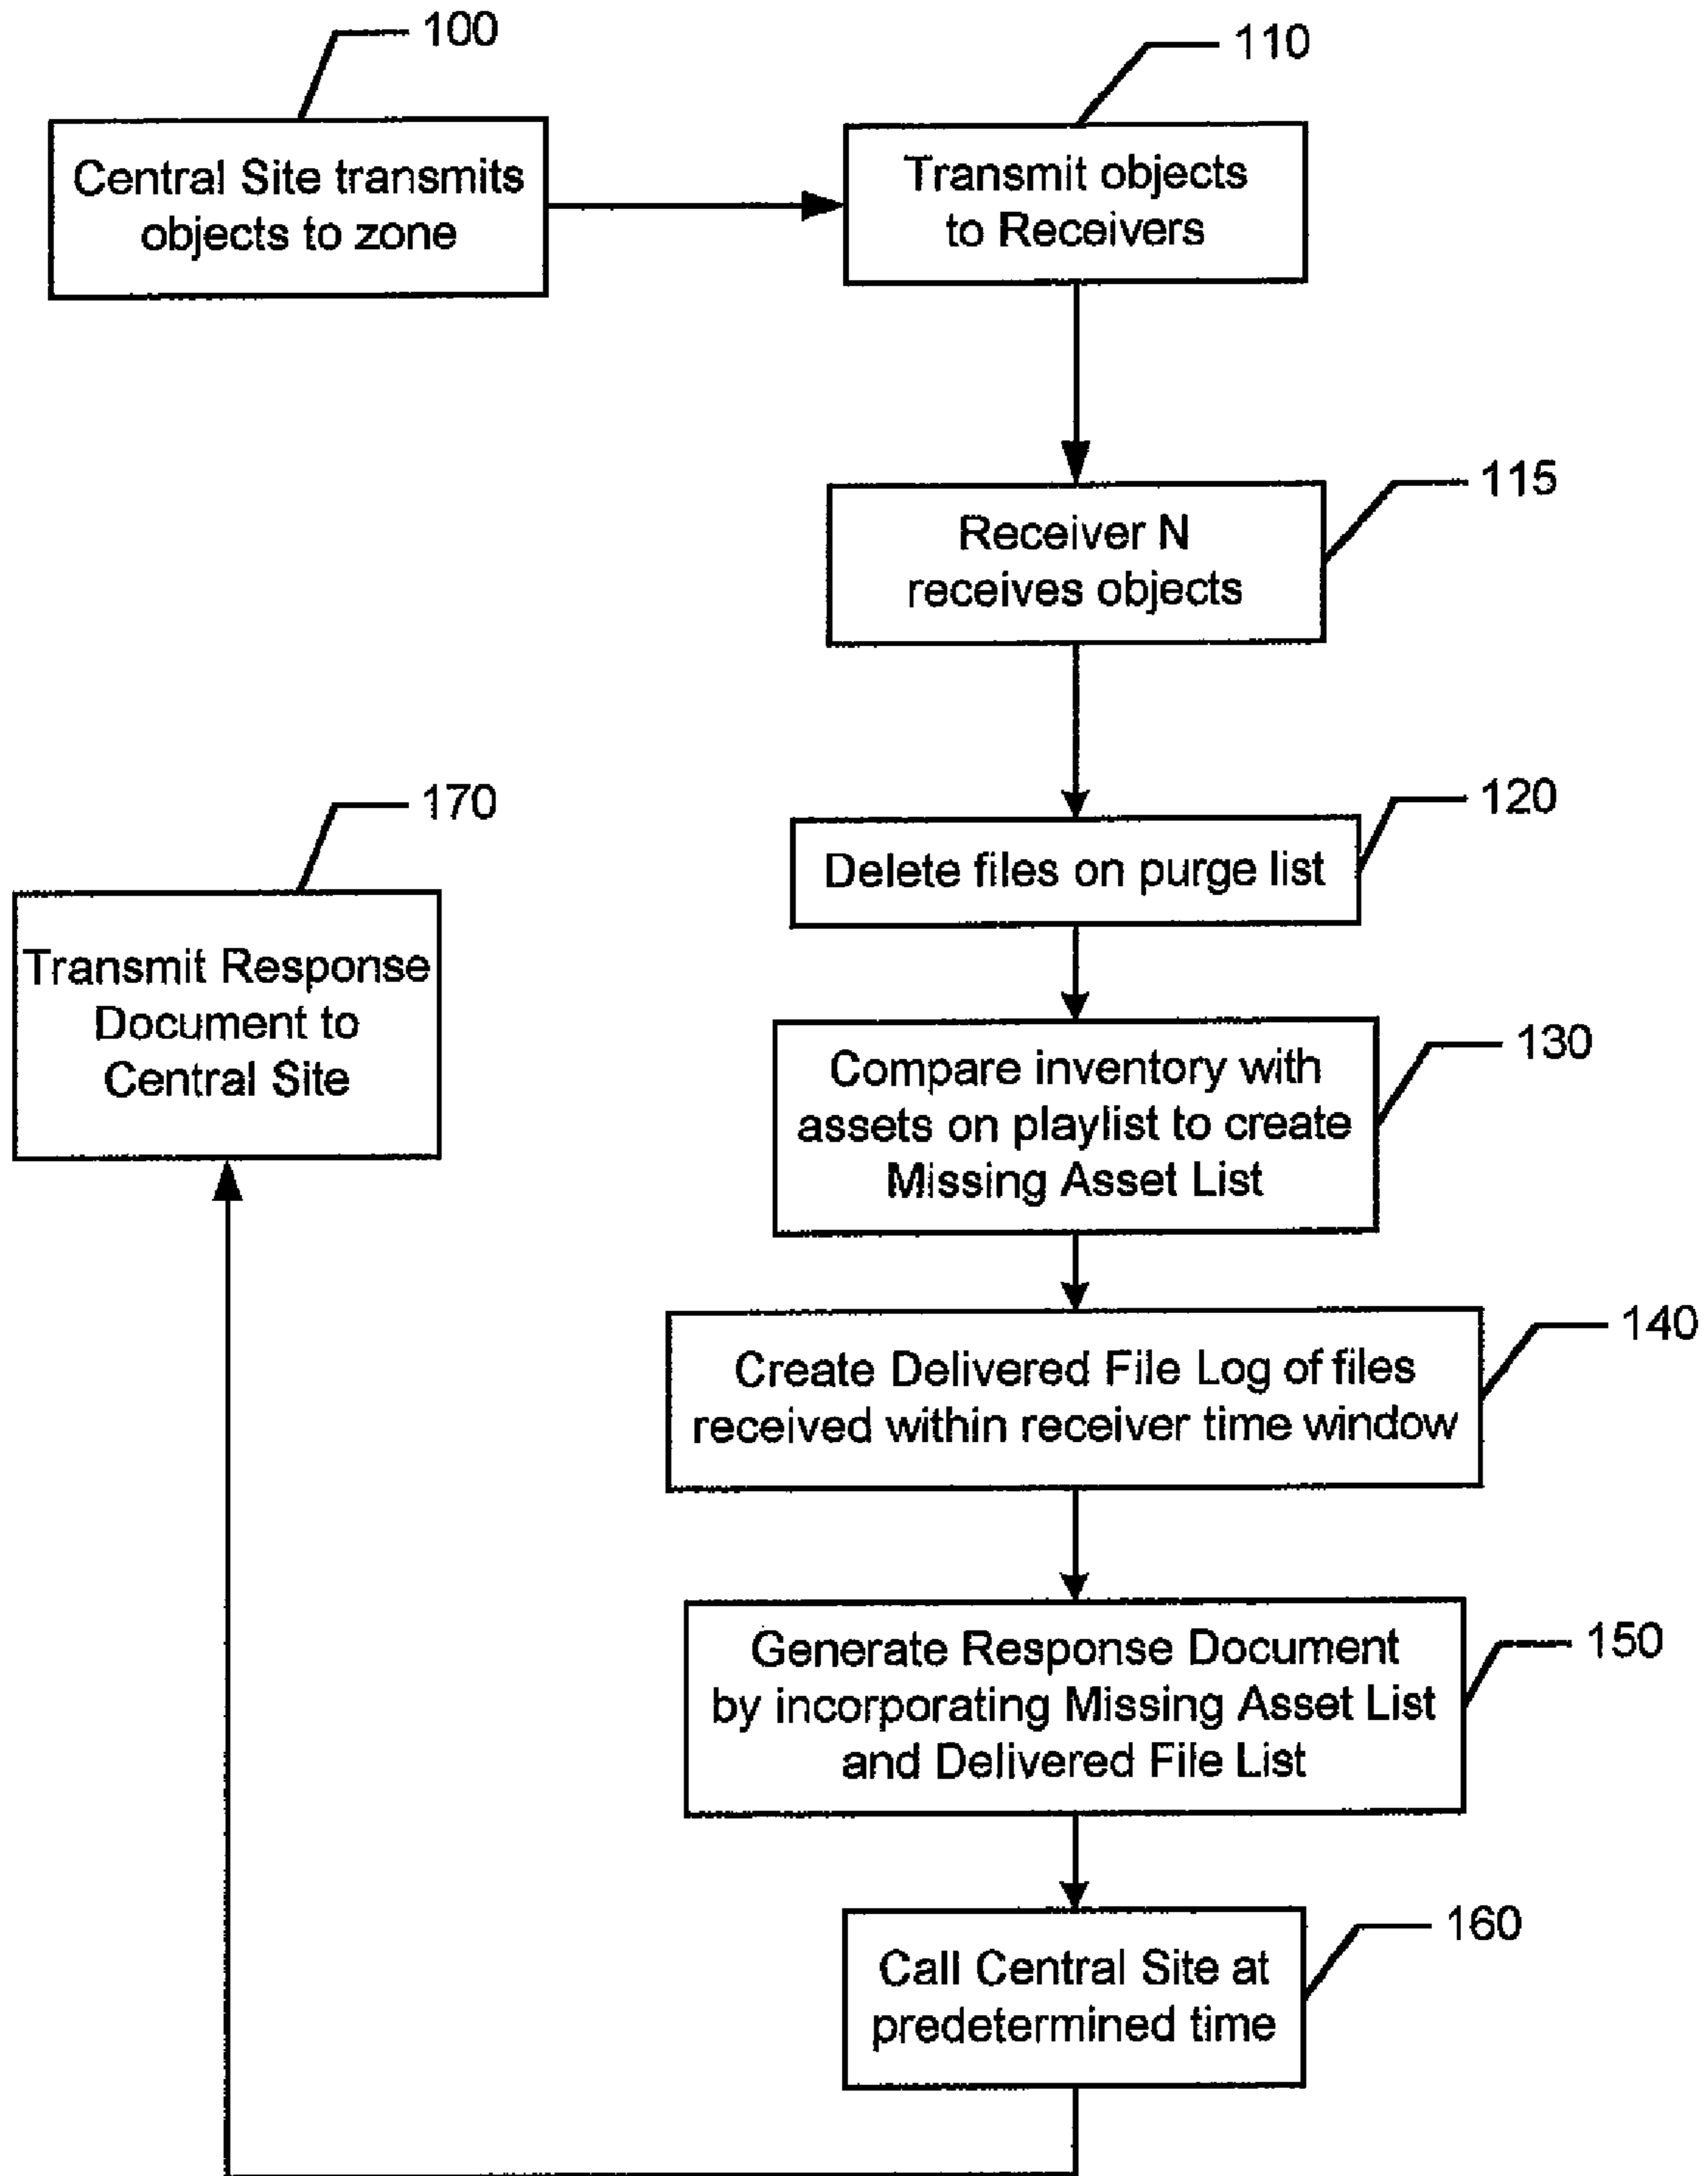 100
Central Site transmits
objects to zone
110
Transmit objects
to Receivers
115
Receiver N
receives objects
120
Delete files on purge list
130
Compare inventory with
assets on playlist to create
Missing Asset List
140
Create Delivered File Log of files
received within receiver time window
150
Generate Response Document
by incorporating Missing Asset List
and Delivered File List
160
Call Central Site at
predetermined time
170
Transmit Response
Document to
Central Site